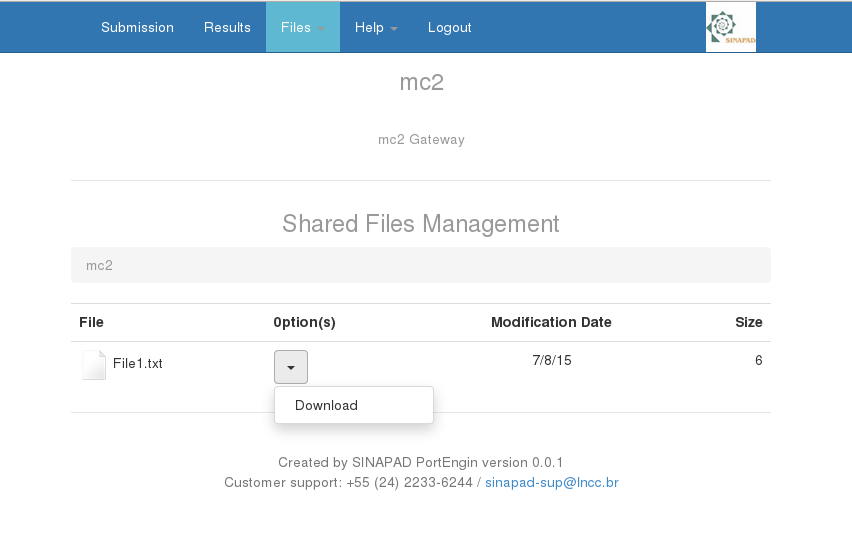 Submission Results Files Help Logout
SINAPAD
mc2
mc2 Gateway
Shared Files Management
mc2
File 0ption(s) Modification Date Size
File1.txt 7/8/15 6
Download
Created by SINAPAD PortEngin version 0.0.1
Customer support: +55 (24) 2233-6244 / sinapad-sup@lncc.br